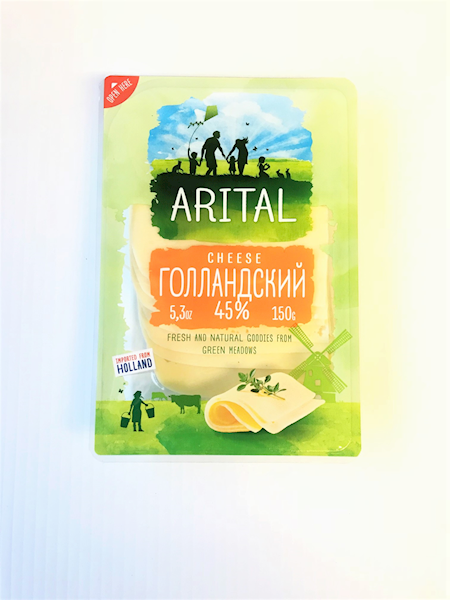 OPEN HERE
ARITAL
CHEESE
ГОЛЛАНДСКИЙ
5,3oz 45% 150g
FRESH AND NATURAL GOODIES FROM
GREEN MEADOWS
IMPORTED FROM
HOLLAND